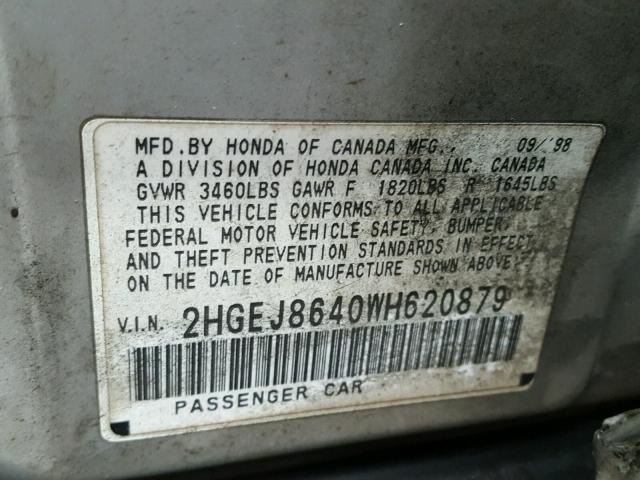 MFD. BY HONDA OF CANADA MFG., 09/'98
A DIVISION OF HONDA CANADA INC. CANADA
GVWR 3460LBS GAWR F 1820LBS R 1645LBS
THIS VEHICLE CONFORMS TO ALL APPLICABLE
FEDERAL MOTOR VEHICLE SAFETY, BUMPER,
AND THEFT PREVENTION STANDARDS IN EFFECT
ON THE DATE OF MANUFACTURE SHOWN ABOVE.
V.I.N. 2HGEJ8640WH620879
PASSENGER CAR